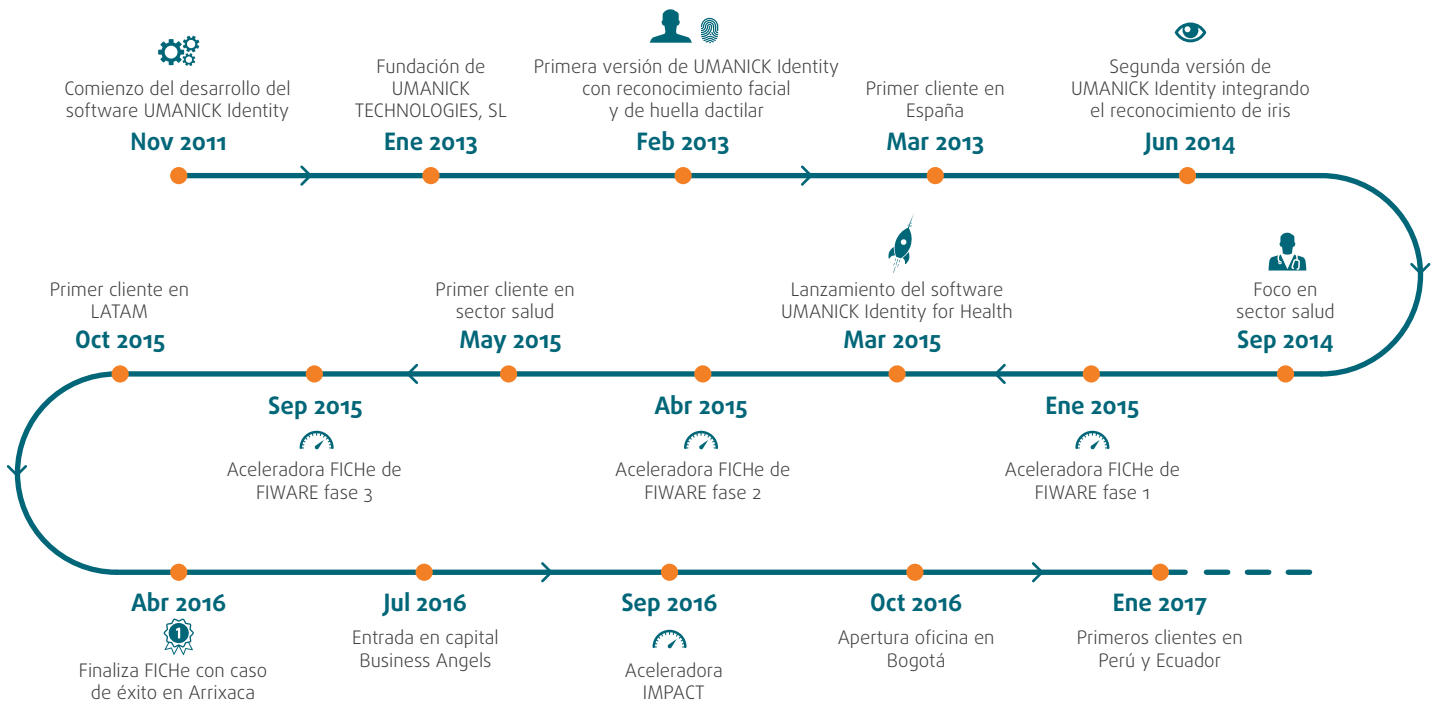 Comienzo del desarrollo del
software UMANICK Identity
Nov 2011
Fundación de
UMANICK
TECHNOLOGIES, SL
Ene 2013
Primera versión de UMANICK Identity
con reconocimiento facial
y de huella dactilar
Feb 2013
Primer cliente en
España
Mar 2013
Segunda versión de
UMANICK Identity integrando
el reconocimiento de iris
Jun 2014
Foco en
sector salud
Sep 2014
Ene 2015
Aceleradora FICHe de
FIWARE fase 1
Lanzamiento del software
UMANICK Identity for Health
Mar 2015
Abr 2015
Aceleradora FICHe de
FIWARE fase 2
Primer cliente en
sector salud
May 2015
Sep 2015
Aceleradora FICHe de
FIWARE fase 3
Primer cliente en
LATAM
Oct 2015
Abr 2016
1
Finaliza FICHe con caso
de éxito en Arrixaca
Jul 2016
Entrada en capital
Business Angels
Sep 2016
Aceleradora
IMPACT
Oct 2016
Apertura oficina en
Bogotá
Ene 2017
Primeros clientes en
Perú y Ecuador